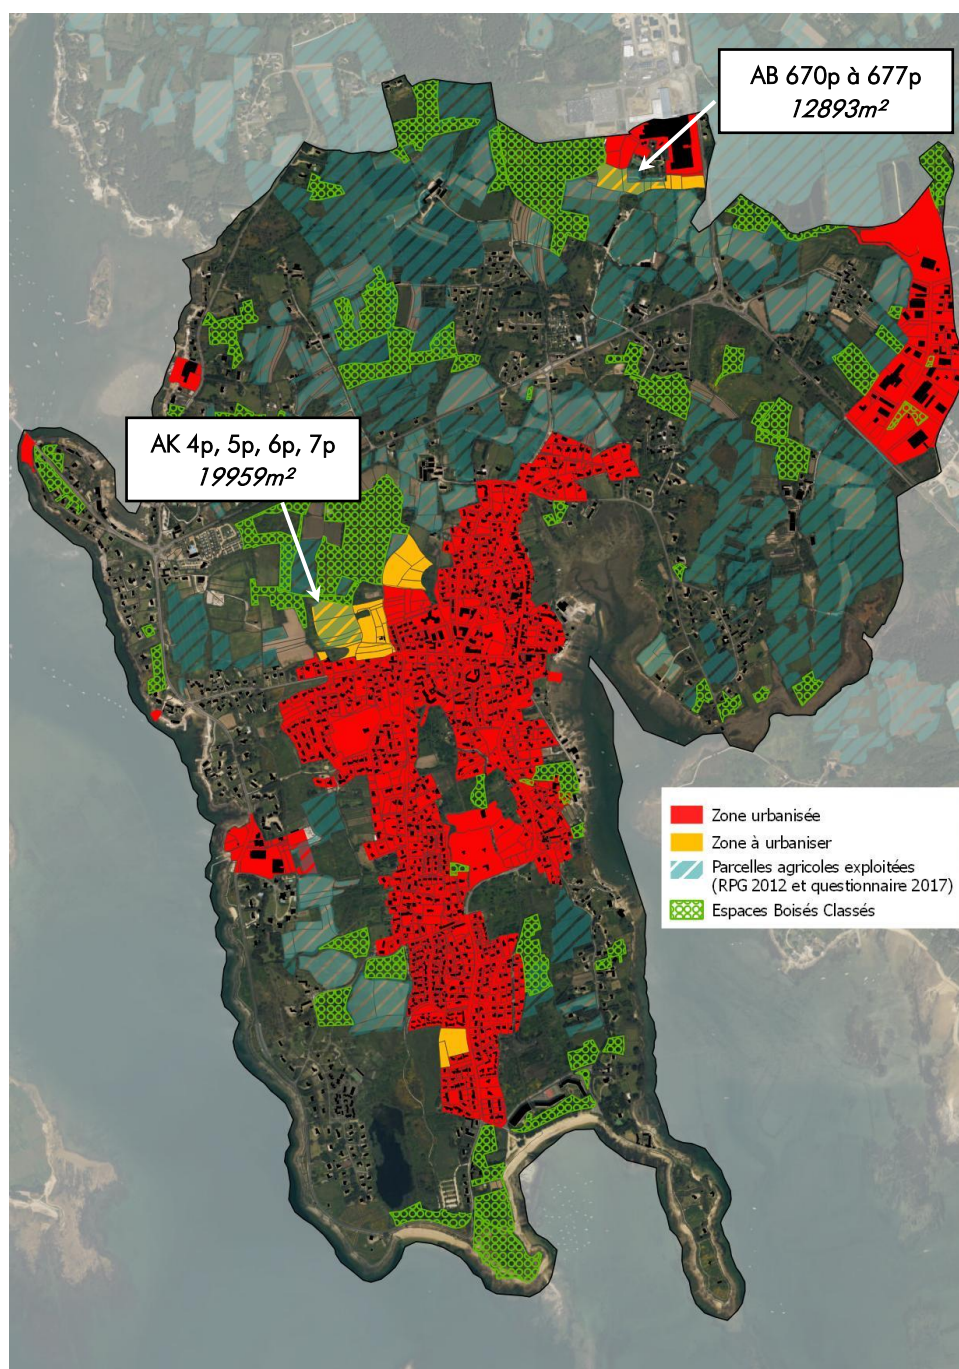 AB 670p à 677p
12893m²
AK 4p, 5p, 6p, 7p
19959m²
Zone urbanisée
Zone à urbaniser
Parcelles agricoles exploitées
(RPG 2012 et questionnaire 2017)
Espaces Boisés Classés